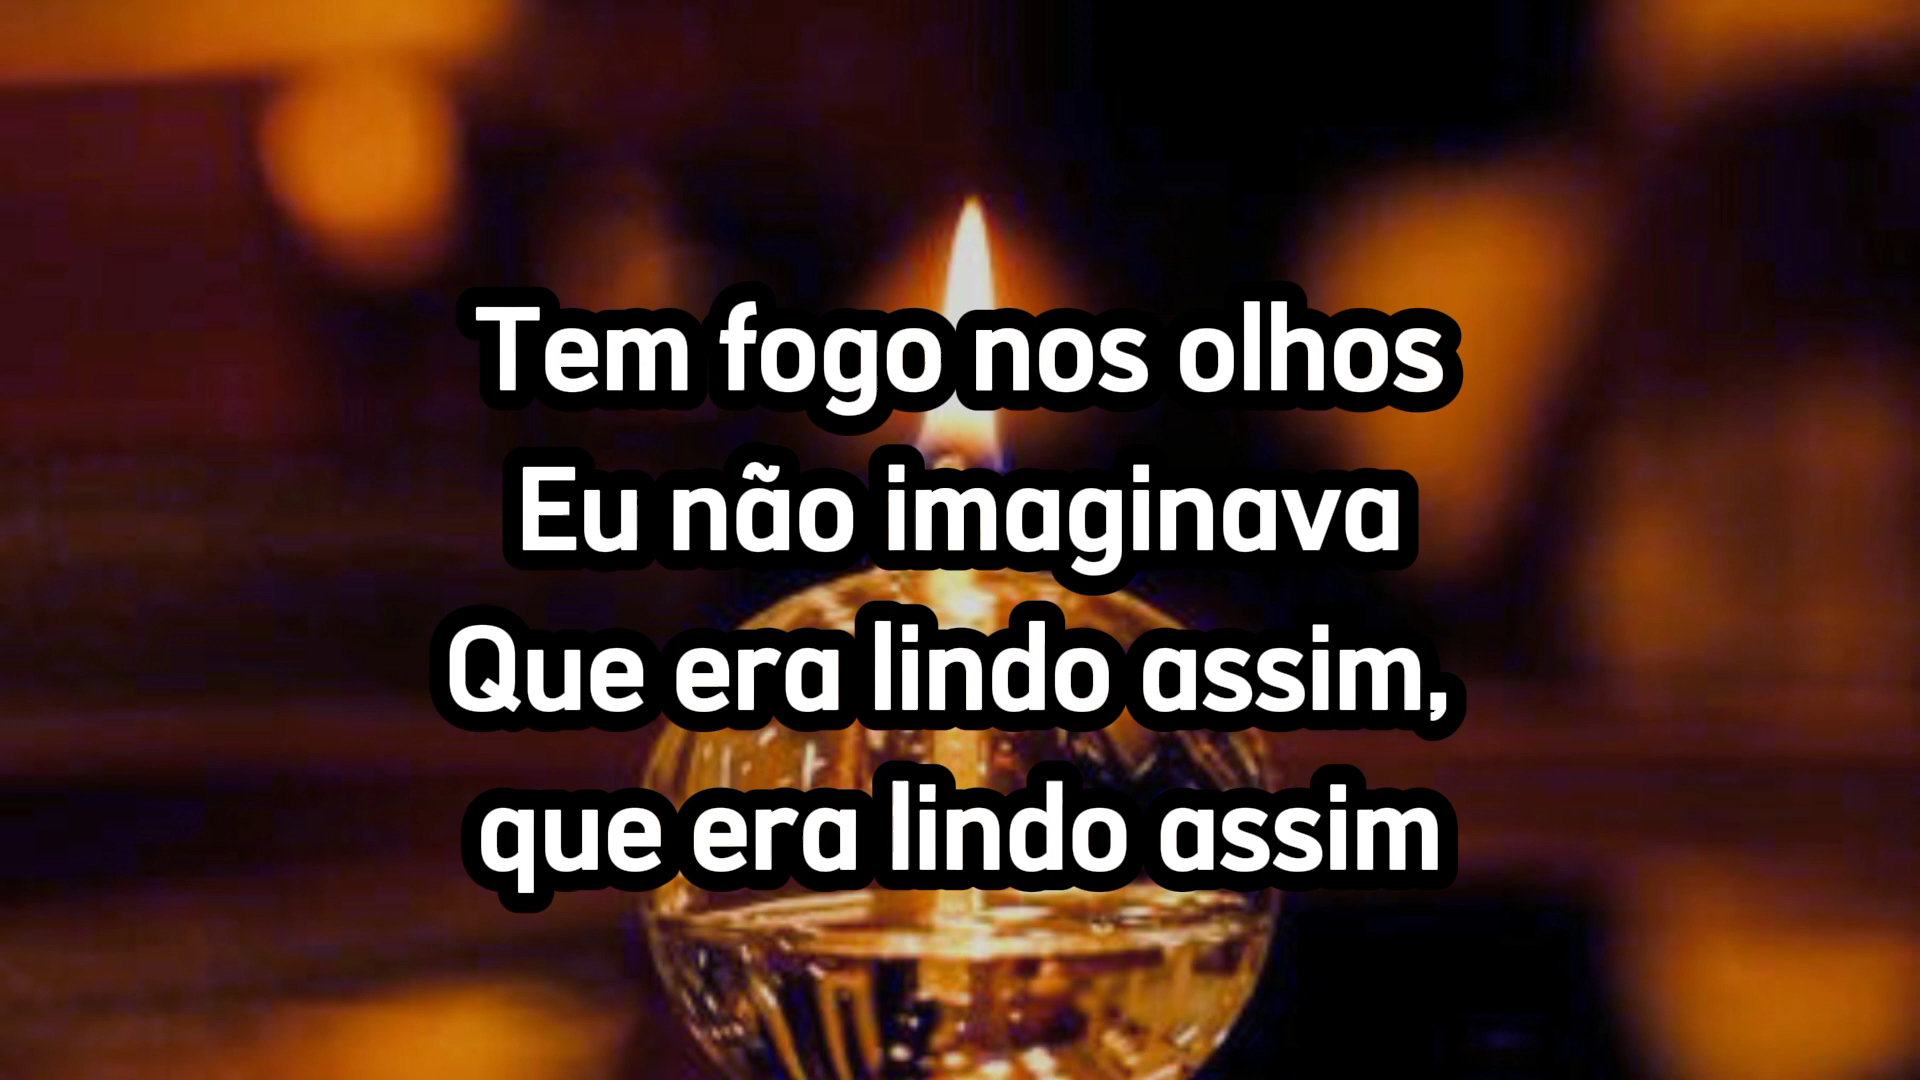 Tem fogo nos olhos
Eu não imaginava
Que era lindo assim,
que era lindo assim